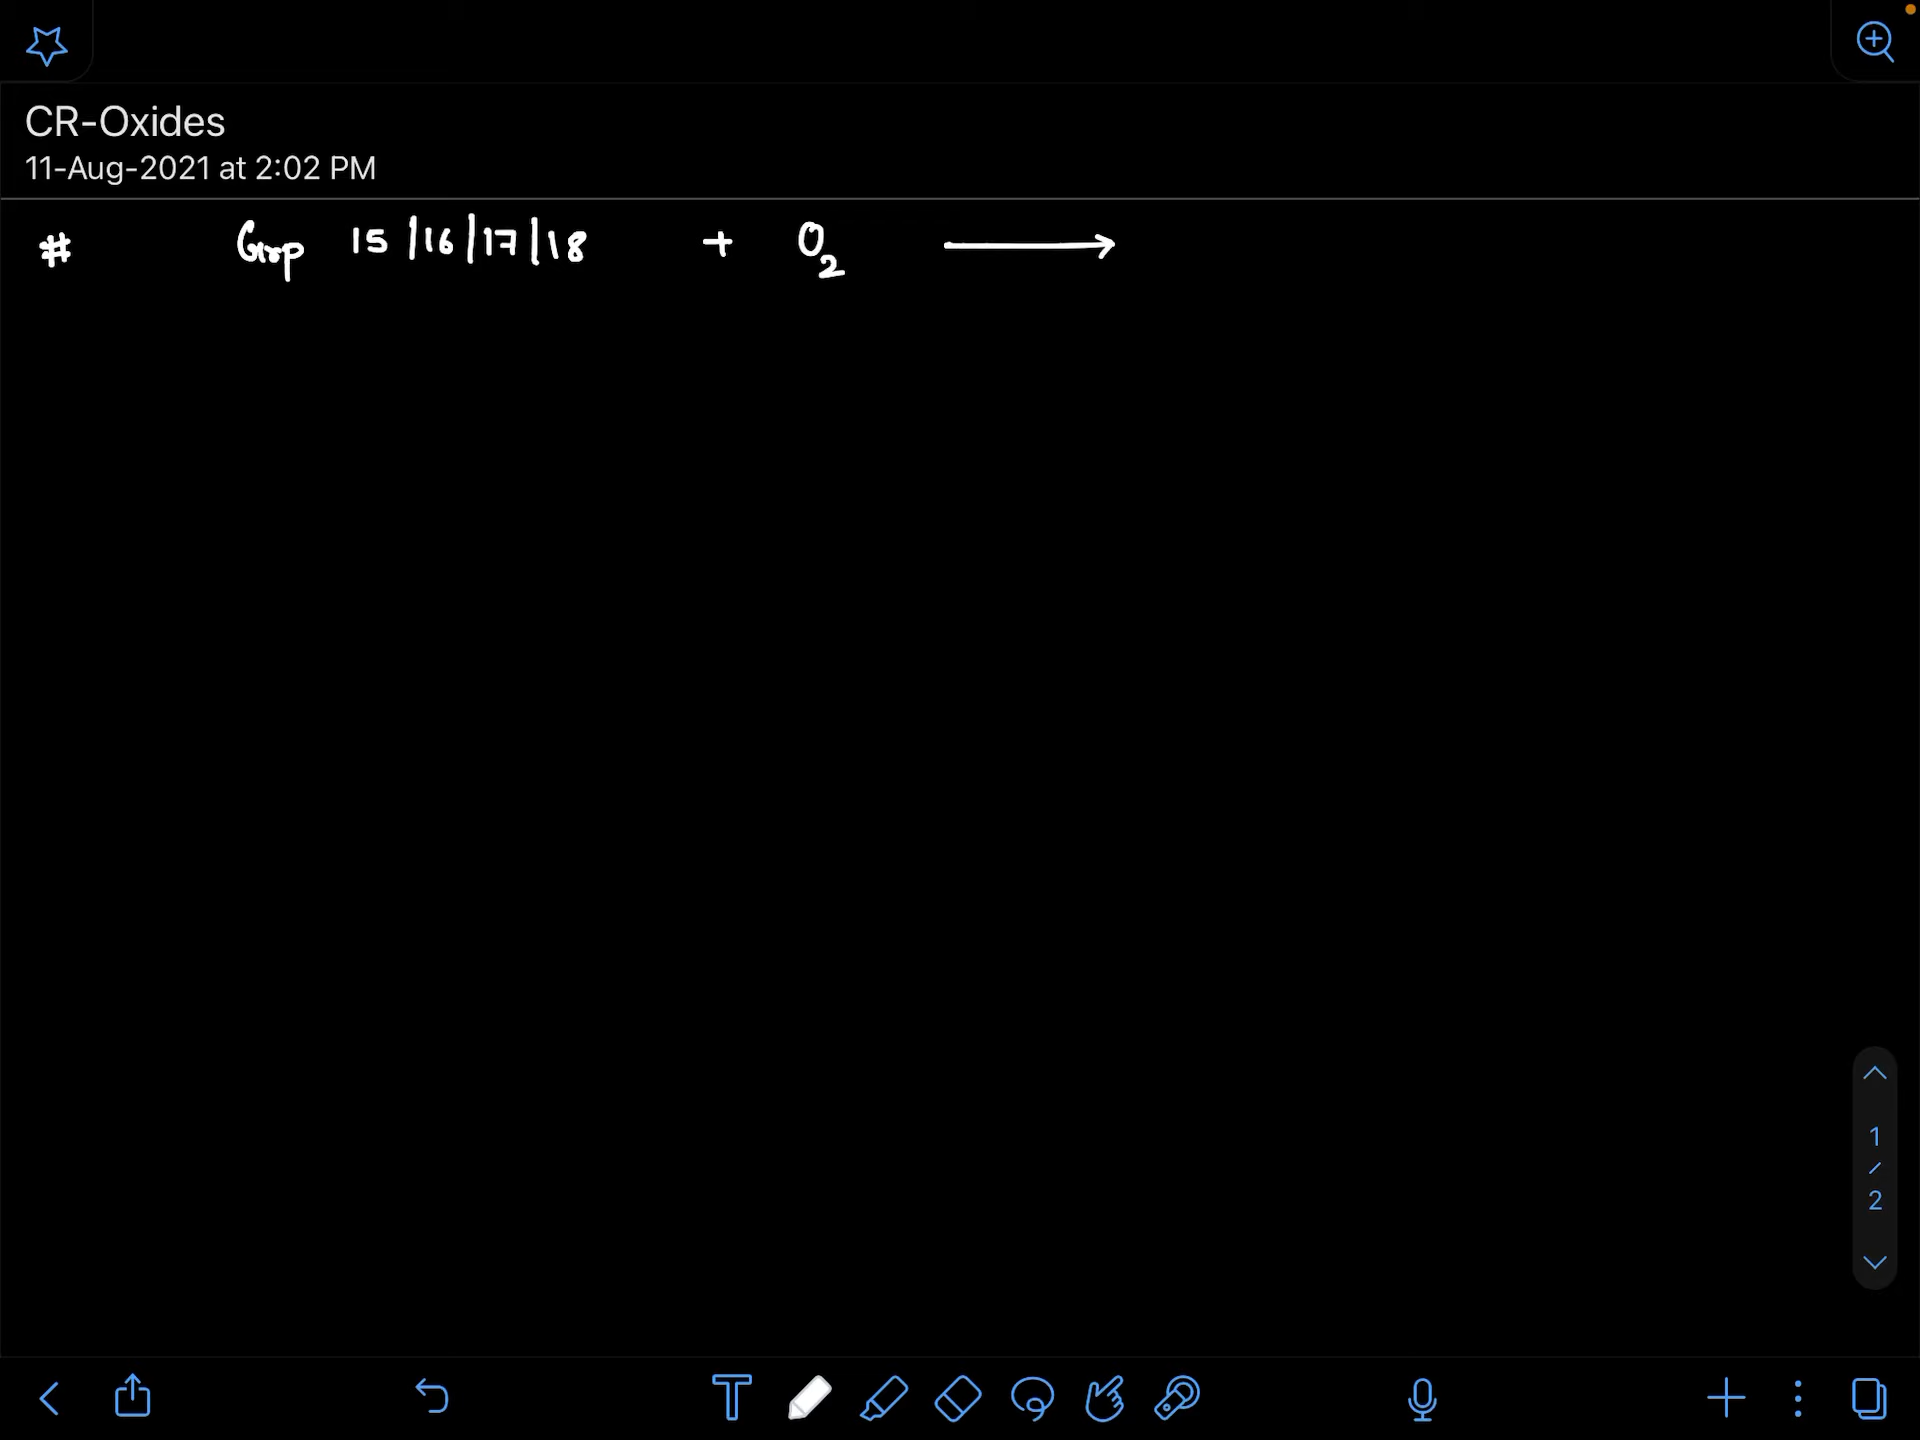 CR-Oxides
11-Aug-2021 at 2:02 PM
# Grp 15/16/17/18 + O₂ →
1
/
2
T